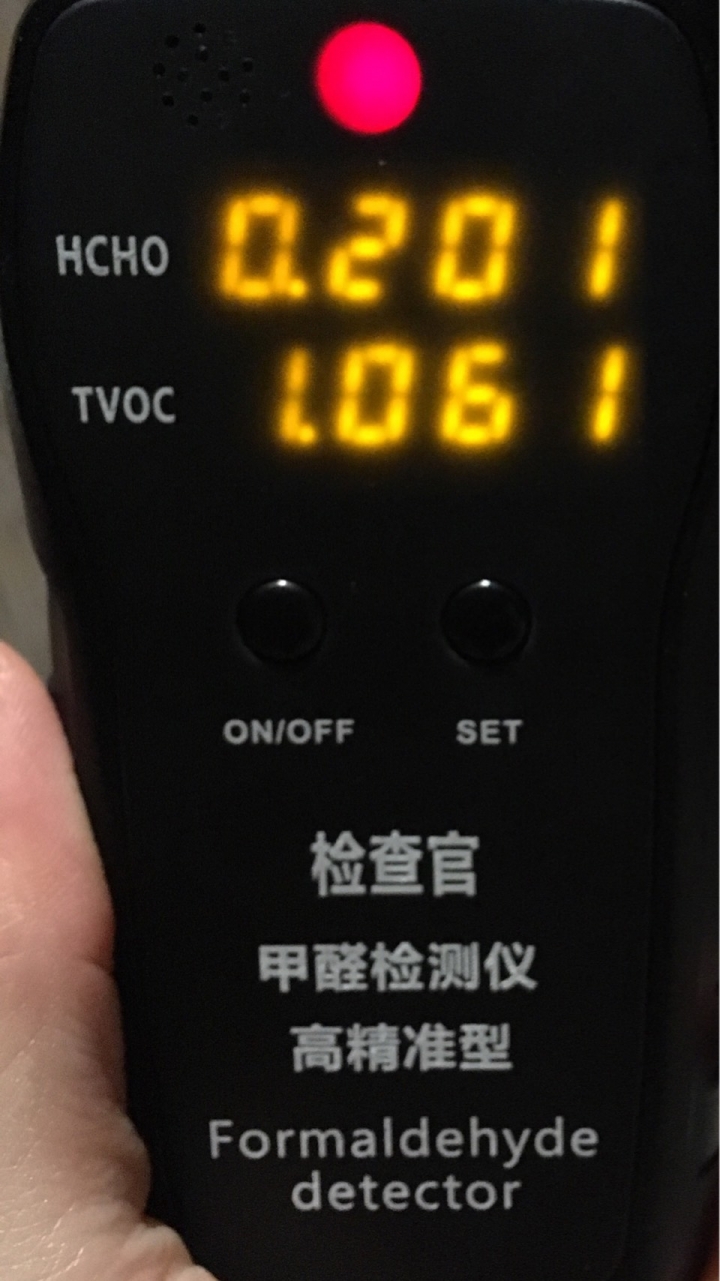 HCHO 0.201
TVOC 1.061
ON/OFF SET
检查官
甲醛检测仪
高精准型
Formaldehyde
detector